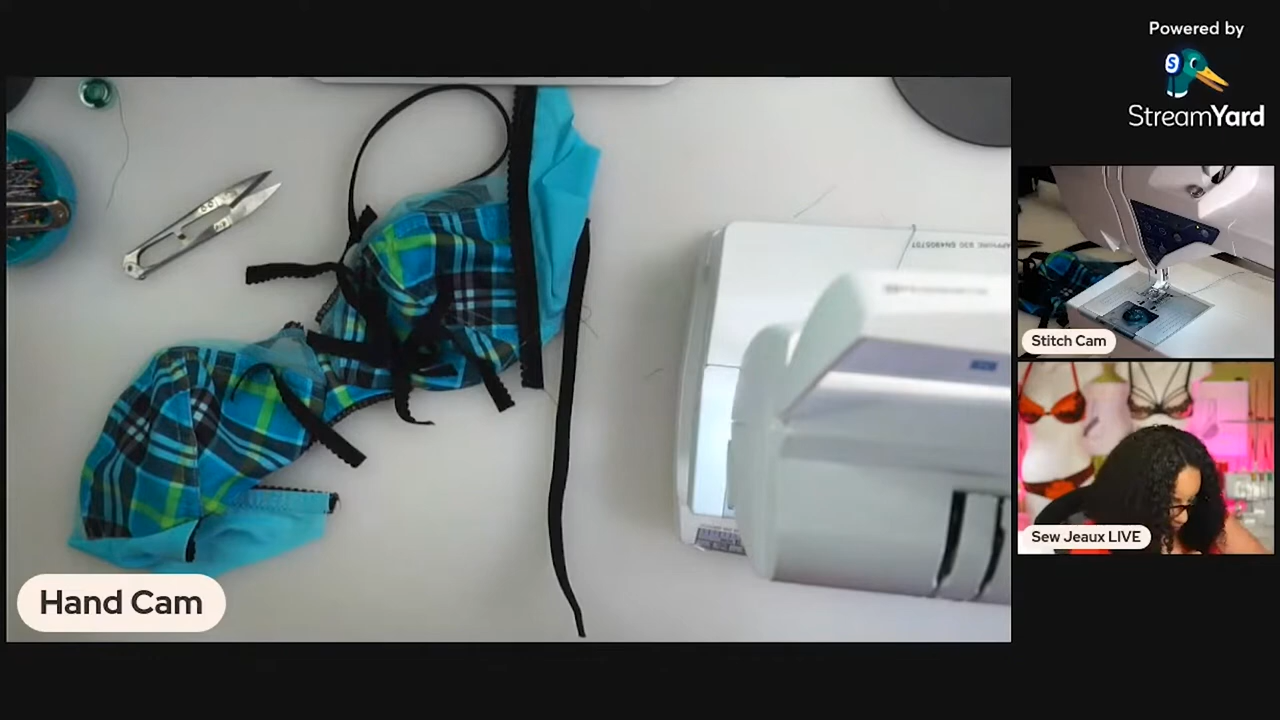 Powered by
S
StreamYard
Stitch Cam
Sew Jeaux LIVE
Hand Cam